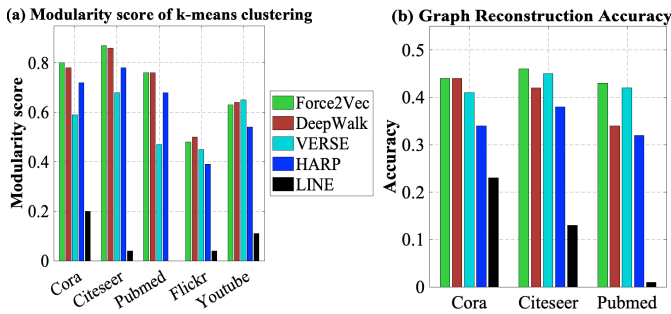 (a) Modularity score of k-means clustering
Modularity score
0.8
0.6
0.4
0.2
0
Cora
Citeseer
Pubmed
Flickr
Youtube
Force2Vec
DeepWalk
VERSE
HARP
LINE
(b) Graph Reconstruction Accuracy
Accuracy
0.5
0.4
0.3
0.2
0.1
0
Cora
Citeseer
Pubmed